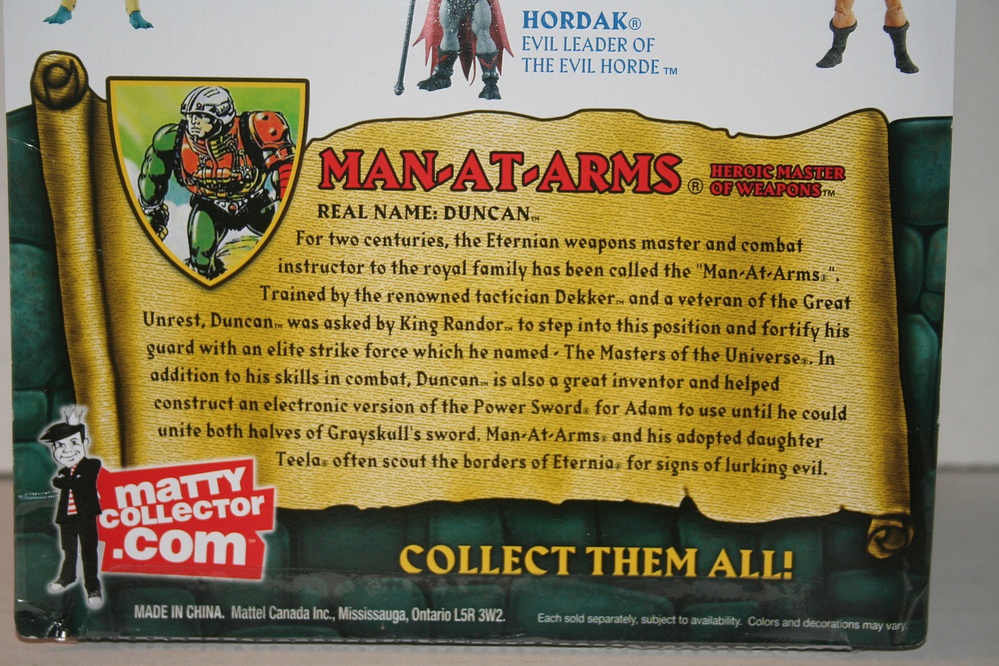 HORDAK®
EVIL LEADER OF
THE EVIL HORDE™
MAN-AT-ARMS®
HEROIC MASTER
OF WEAPONS™
REAL NAME: DUNCAN™
For two centuries, the Eternian weapons master and combat
instructor to the royal family has been called the "Man-At-Arms®".
Trained by the renowned tactician Dekker™ and a veteran of the Great
Unrest, Duncan™ was asked by King Randor™ to step into this position and fortify his
guard with an elite strike force which he named - The Masters of the Universe®. In
addition to his skills in combat, Duncan™ is also a great inventor and helped
construct an electronic version of the Power Sword® for Adam to use until he could
unite both halves of Grayskull's sword. Man-At-Arms® and his adopted daughter
Teela® often scout the borders of Eternia® for signs of lurking evil.
maTTY
COLLECTOR
.com℠
COLLECT THEM ALL!
MADE IN CHINA. Mattel Canada Inc., Mississauga, Ontario L5R 3W2.
Each sold separately, subject to availability. Colors and decorations may vary.